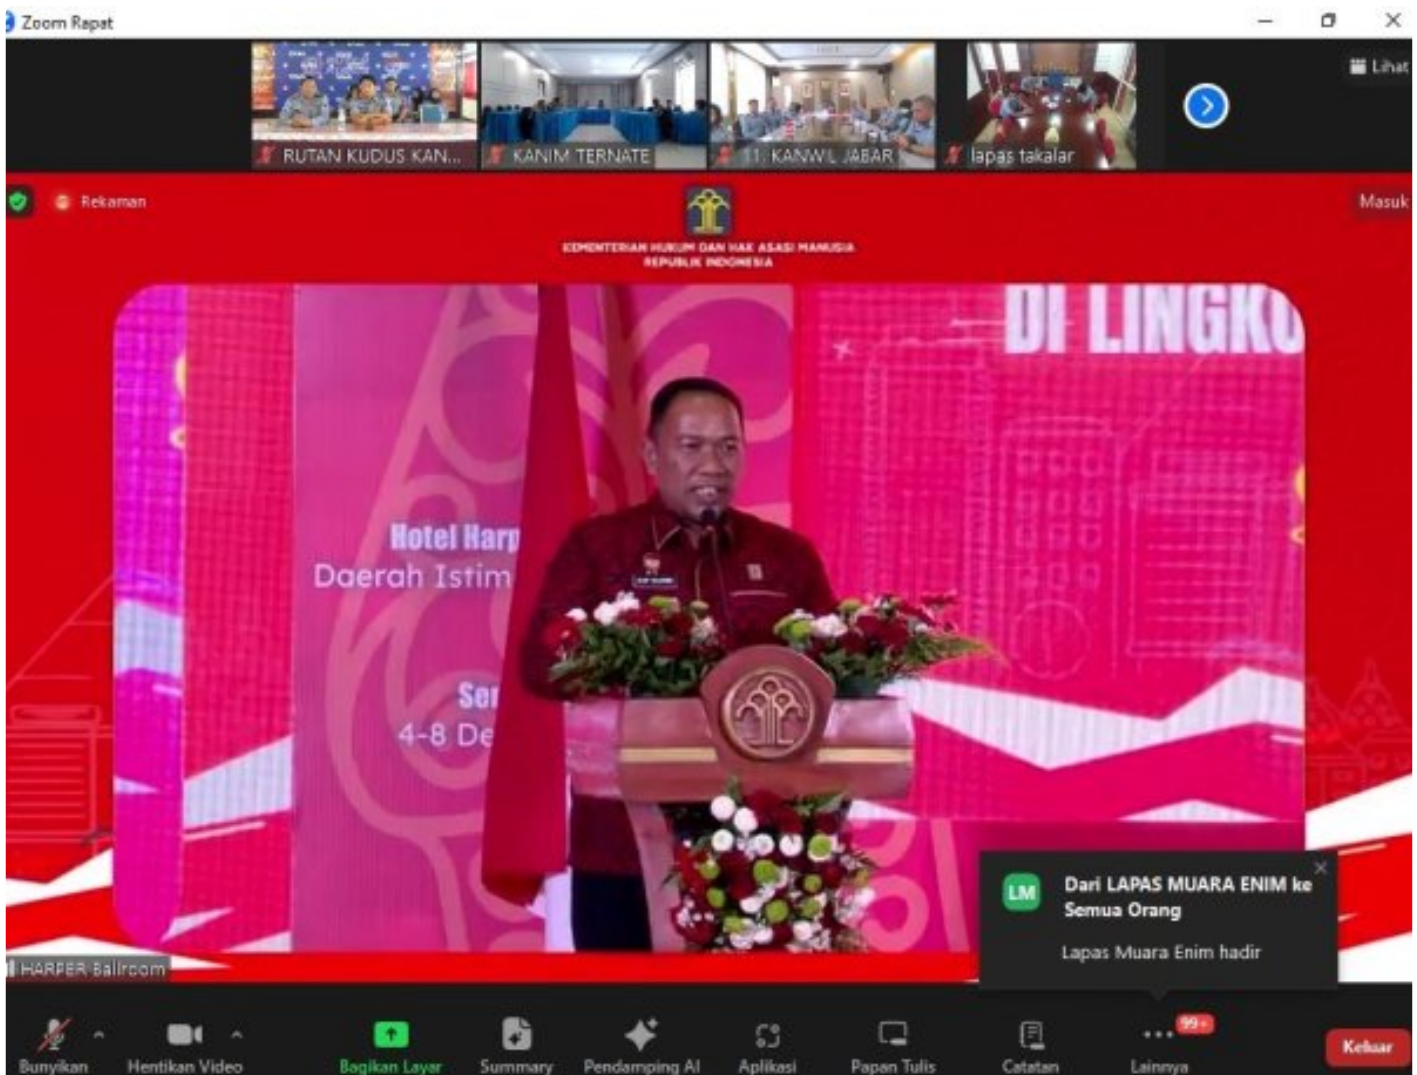 Zoom Rapat
RUTAN KUDUS KAN...
KANIM TERNATE
11. KANWIL JABAR
lapas takalar
Lihat
Rekaman
Masuk
KEMENTERIAN HUKUM DAN HAK ASASI MANUSIA
REPUBLIK INDONESIA
DI LINGKU
Hotel Harp
Daerah Istim
Sen
4-8 De
LM
Dari LAPAS MUARA ENIM ke
Semua Orang
Lapas Muara Enim hadir
HARPER Ballroom
Bunyikan
Hentikan Video
Bagikan Layar
Summary
Pendamping AI
Aplikasi
Papan Tulis
Catatan
99+
Lainnya
Keluar